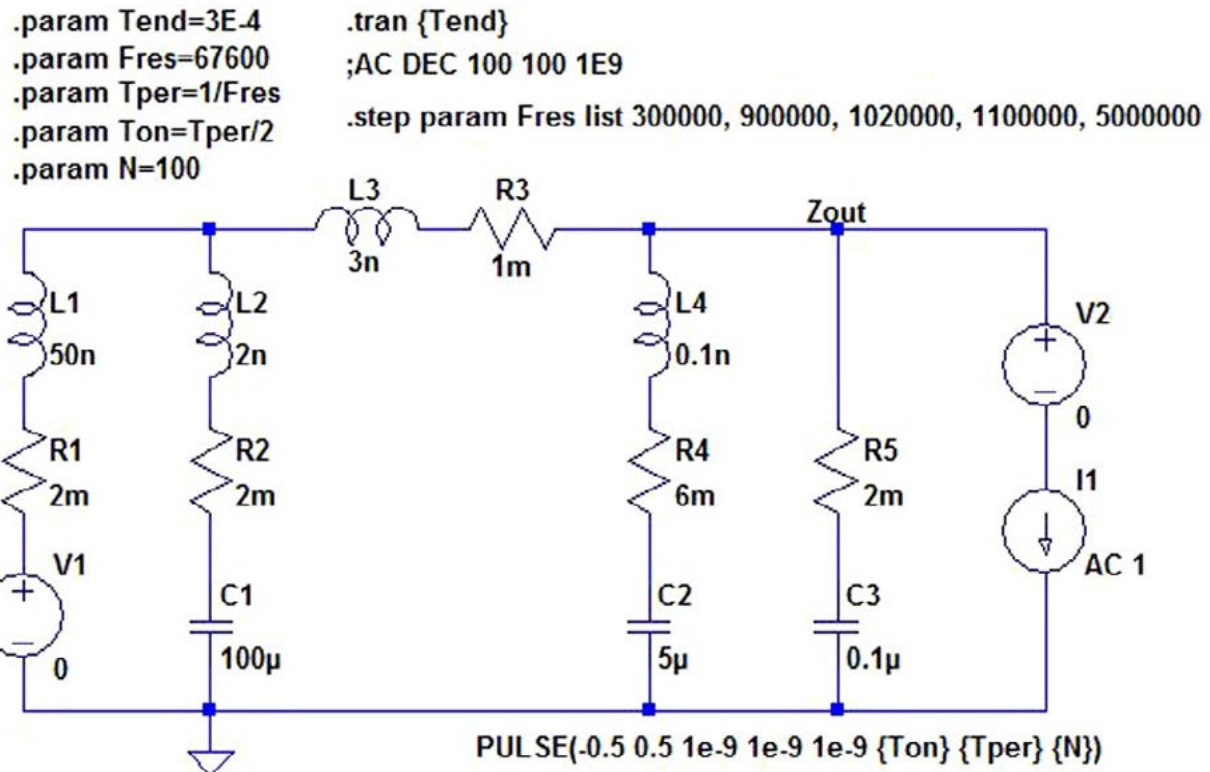 .param Tend=3E-4
.param Fres=67600
.param Tper=1/Fres
.param Ton=Tper/2
.param N=100
.tran {Tend}
;AC DEC 100 100 1E9
.step param Fres list 300000, 900000, 1020000, 1100000, 5000000
L3
3n
R3
1m
Zout
L1
50n
L2
2n
L4
0.1n
V2
0
R1
2m
R2
2m
R4
6m
R5
2m
I1
AC 1
V1
0
C1
100µ
C2
5µ
C3
0.1µ
PULSE(-0.5 0.5 1e-9 1e-9 1e-9 {Ton} {Tper} {N})